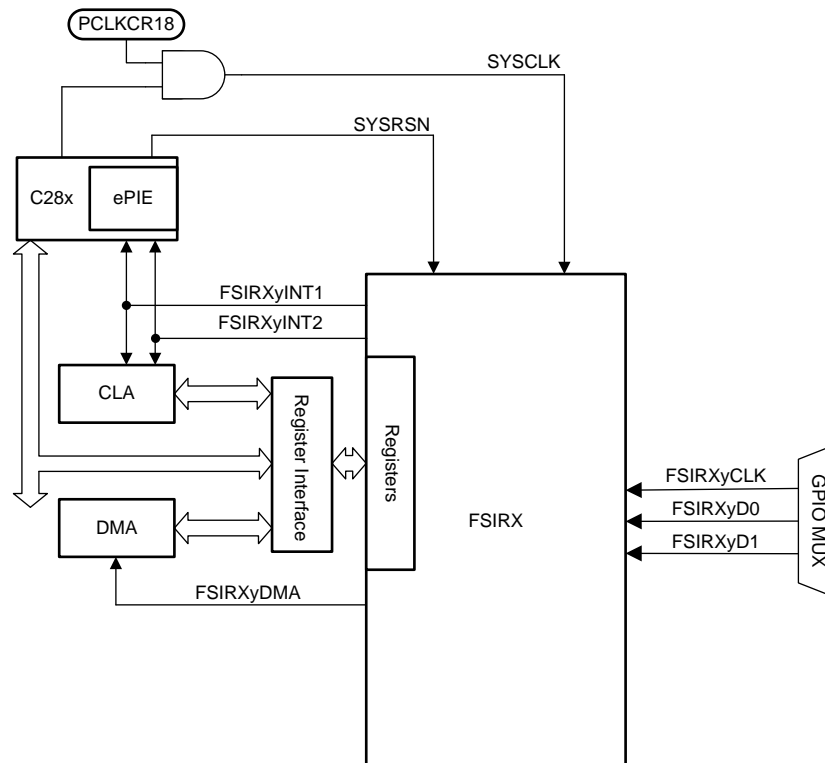 PCLKCR18
SYSCLK
SYSRSN
C28x
ePIE
FSIRXyINT1
FSIRXyINT2
CLA
Register Interface
Registers
FSIRX
FSIRXyCLK
FSIRXyD0
FSIRXyD1
GPIO MUX
DMA
FSIRXyDMA